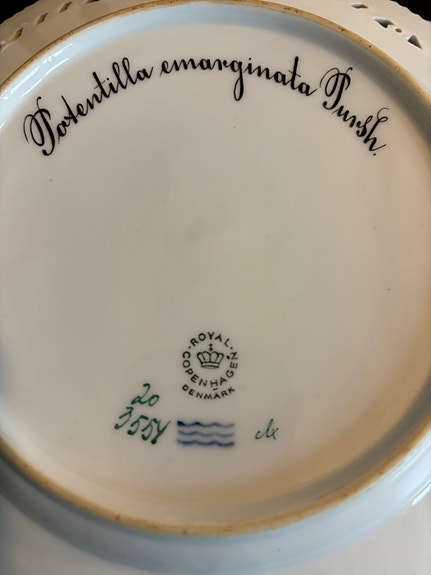 Potentilla emarginata Pursh.
ROYAL
COPENHAGEN
DENMARK
20
3554